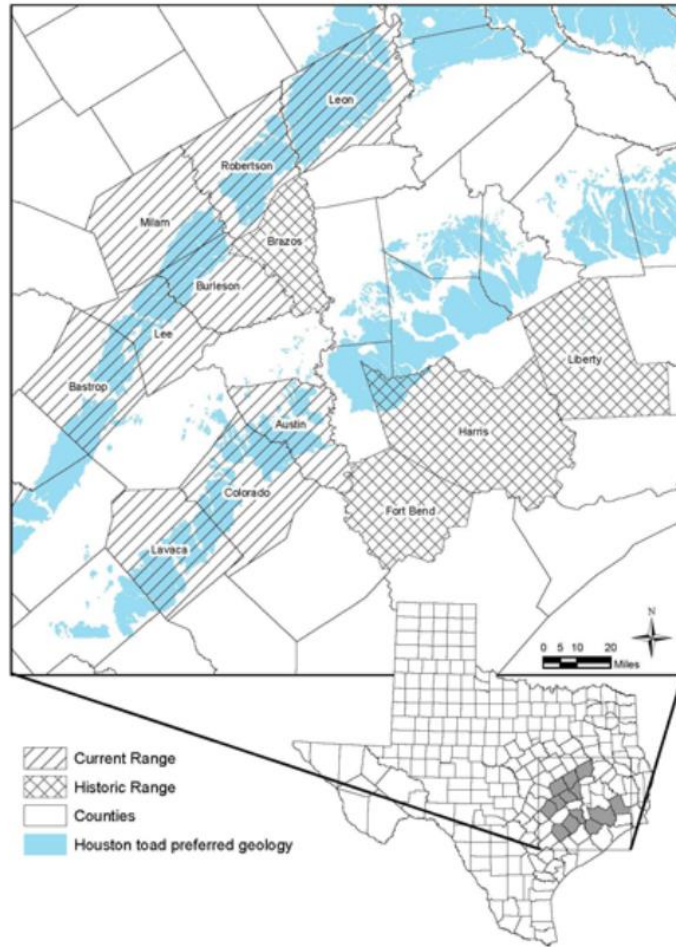 Leon
Robertson
Milam
Brazos
Burleson
Lee
Liberty
Bastrop
Austin
Harris
Colorado
Fort Bend
Lavaca
N
0 5 10 20
Miles
Current Range
Historic Range
Counties
Houston toad preferred geology